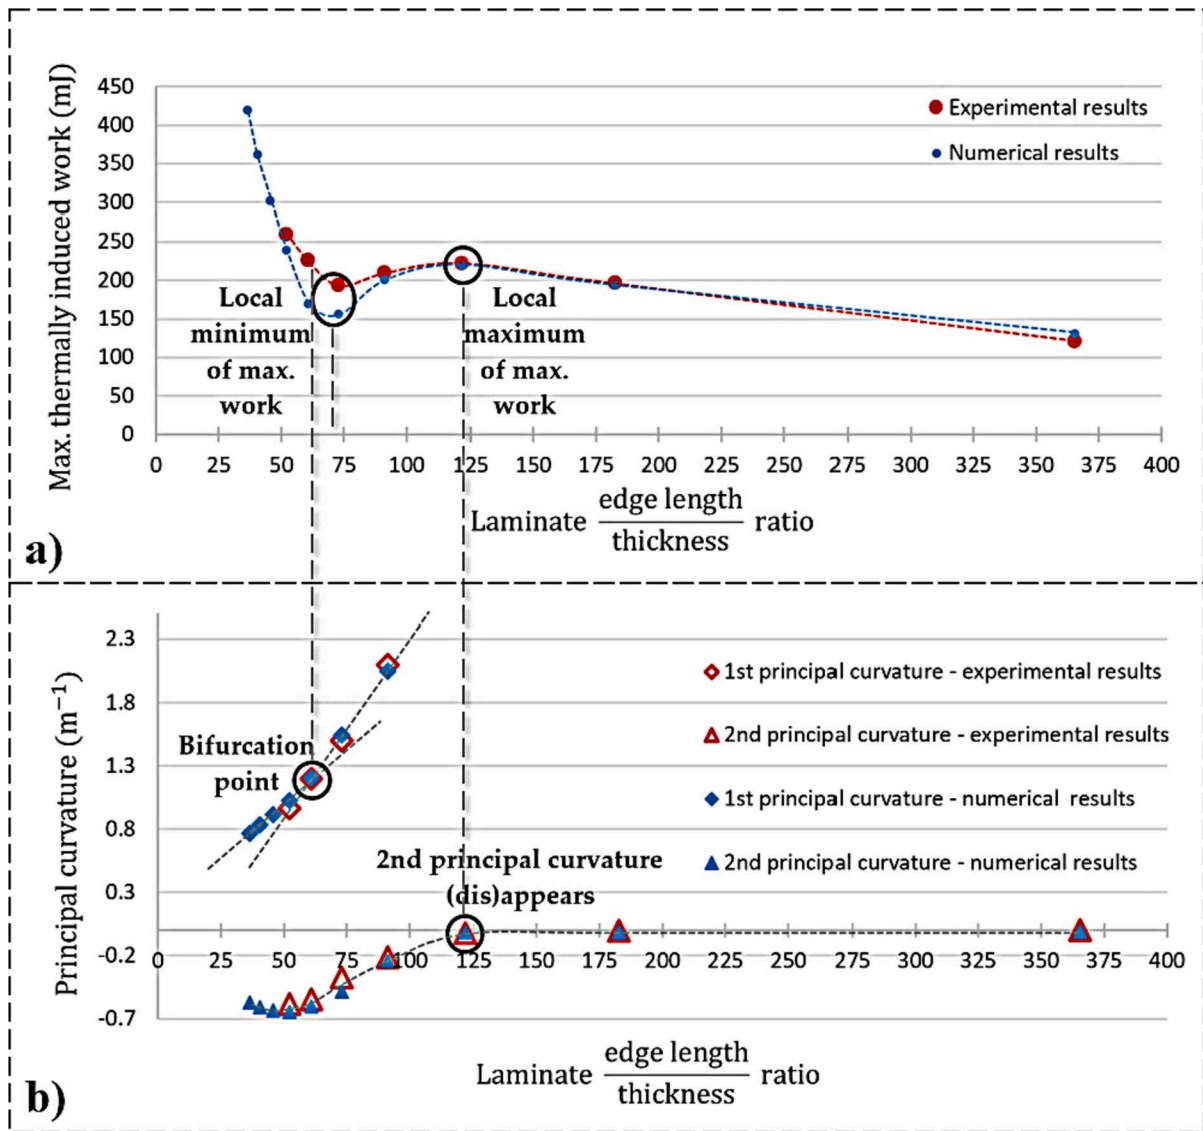 Max. thermally induced work (mJ)
450
400
350
300
250
200
150
100
50
0
Experimental results
Numerical results
Local
minimum
of max.
work
Local
maximum
of max.
work
0 25 50 75 100 125 150 175 200 225 250 275 300 325 350 375 400
Laminate edge length/thickness ratio
a)
Principal curvature (m⁻¹)
2.3
1.8
1.3
0.8
0.3
-0.2
-0.7
1st principal curvature - experimental results
2nd principal curvature - experimental results
1st principal curvature - numerical results
2nd principal curvature - numerical results
Bifurcation
point
2nd principal curvature
(dis)appears
0 25 50 75 100 125 150 175 200 225 250 275 300 325 350 375 400
Laminate edge length/thickness ratio
b)